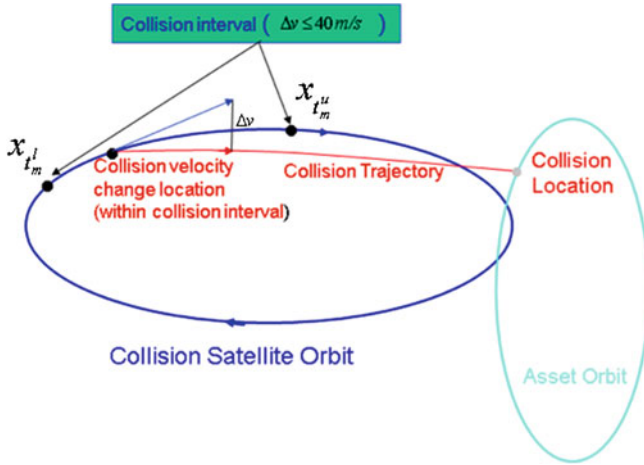 Collision interval ( Δv ≤ 40 m/s )
x_{t_m^u}
x_{t_m^l}
Δv
Collision velocity
change location
(within collision interval)
Collision Trajectory
Collision
Location
Collision Satellite Orbit
Asset Orbit